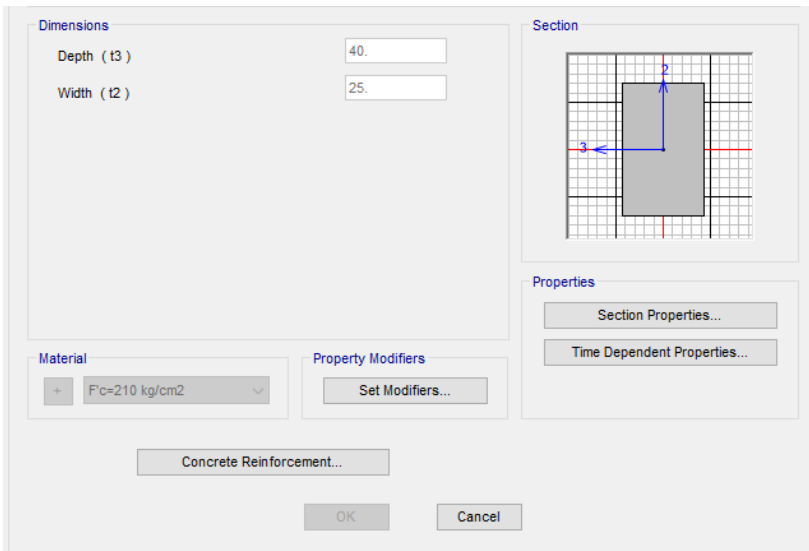 Dimensions
Depth ( t3 )
40.
Width ( t2 )
25.
Section
2
3
Properties
Section Properties...
Time Dependent Properties...
Material
+
F'c=210 kg/cm2
Property Modifiers
Set Modifiers...
Concrete Reinforcement...
OK
Cancel